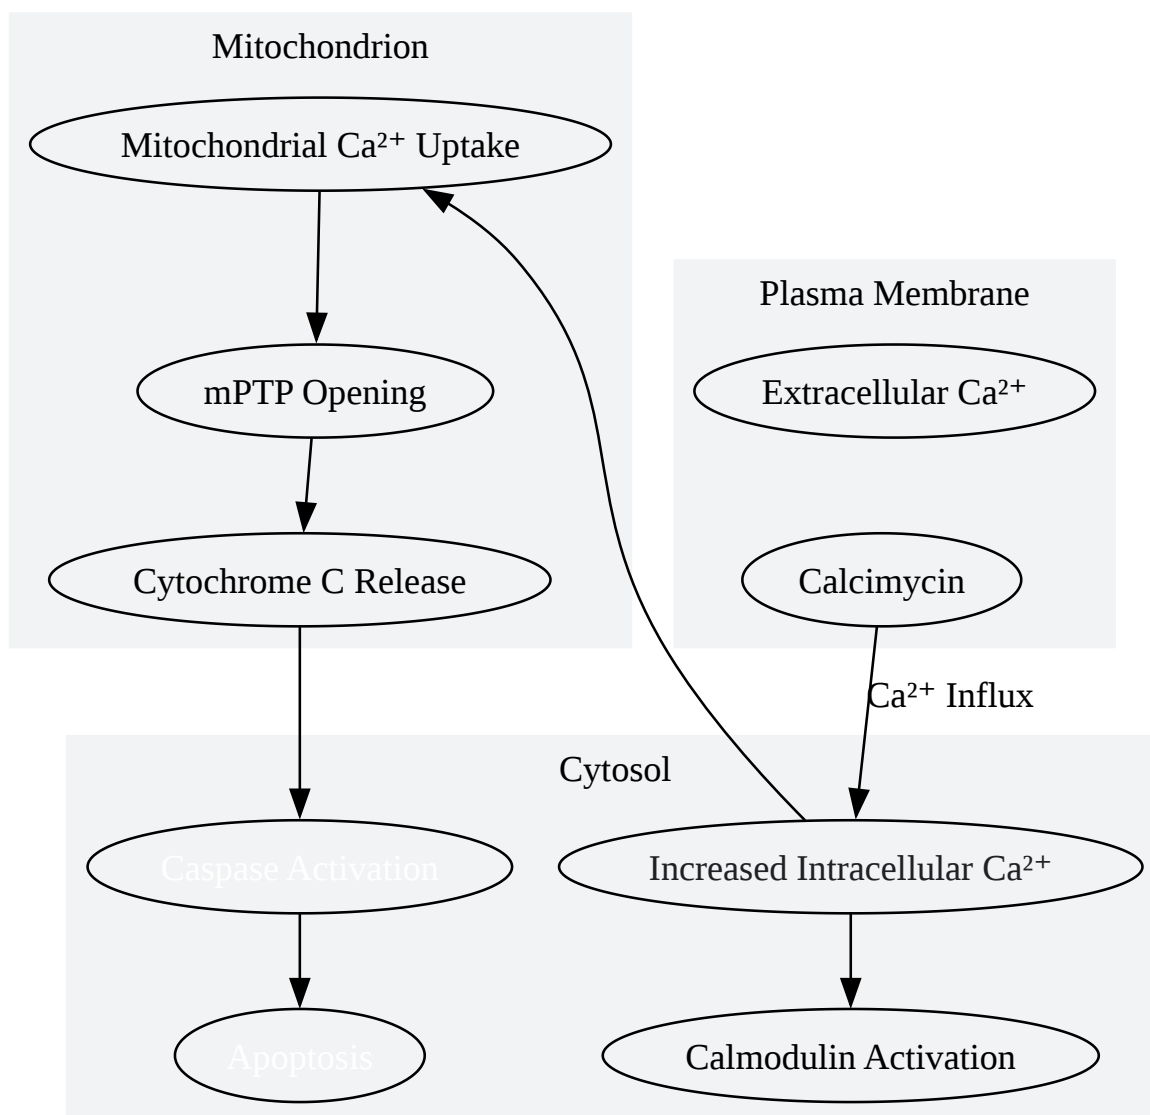 Mitochondrion
Mitochondrial Ca²⁺ Uptake
Plasma Membrane
mPTP Opening
Extracellular Ca²⁺
Cytochrome C Release
Calcimycin
Ca²⁺ Influx
Cytosol
Caspase Activation
Increased Intracellular Ca²⁺
Apoptosis
Calmodulin Activation